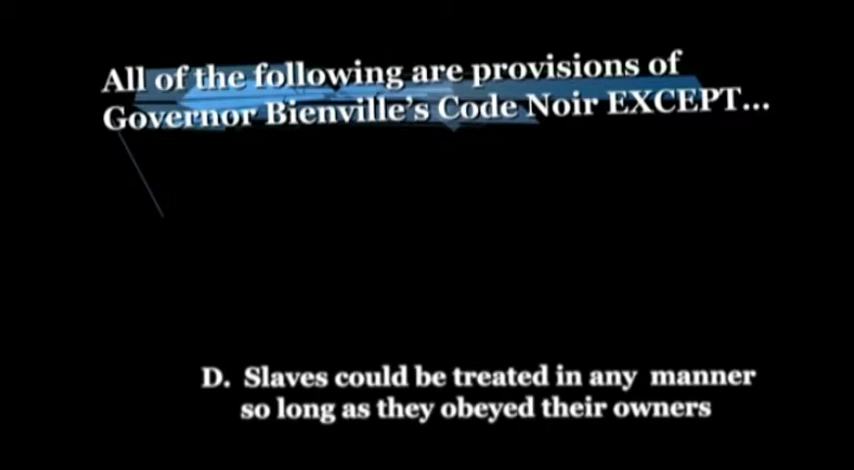 All of the following are provisions of
Governor Bienville's Code Noir EXCEPT...
D. Slaves could be treated in any manner
so long as they obeyed their owners